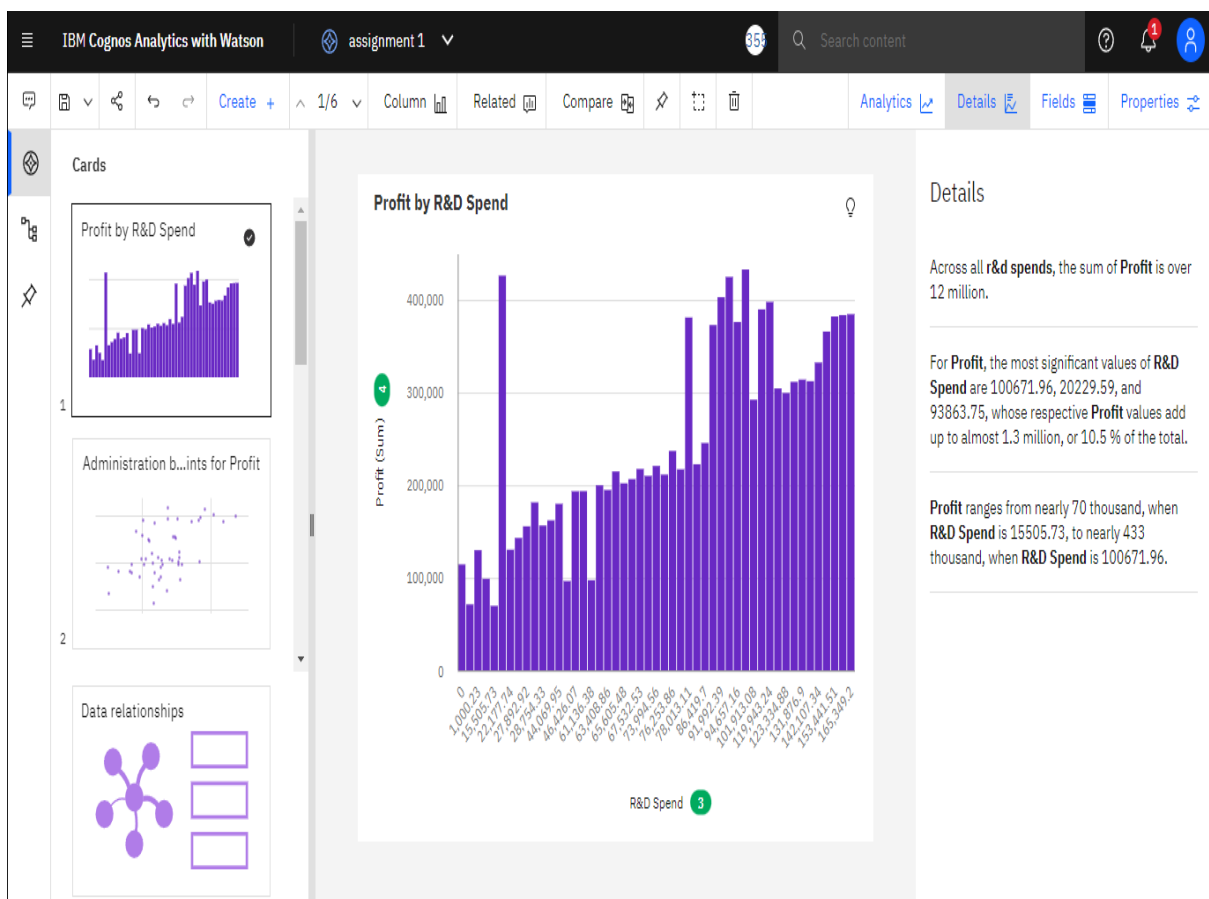 IBM Cognos Analytics with Watson
assignment 1
Search content
1
Create +
1/6
Column
Related
Compare
Analytics
Details
Fields
Properties
Cards
Profit by R&D Spend
1
Administration b...ints for Profit
2
Data relationships
Profit by R&D Spend
Profit (Sum) 4
400,000
300,000
200,000
100,000
0
0
1,000.23
15,505.73
22,177.74
27,892.92
28,754.33
44,069.95
46,426.07
61,136.38
63,408.86
65,605.48
67,532.53
73,994.56
76,253.86
78,013.11
86,419.7
91,992.39
94,657.16
101,913.08
119,943.24
123,334.88
131,876.9
142,107.34
153,441.51
165,349.2
R&D Spend 3
Details
Across all r&d spends, the sum of Profit is over
12 million.
For Profit, the most significant values of R&D
Spend are 100671.96, 20229.59, and
93863.75, whose respective Profit values add
up to almost 1.3 million, or 10.5 % of the total.
Profit ranges from nearly 70 thousand, when
R&D Spend is 15505.73, to nearly 433
thousand, when R&D Spend is 100671.96.